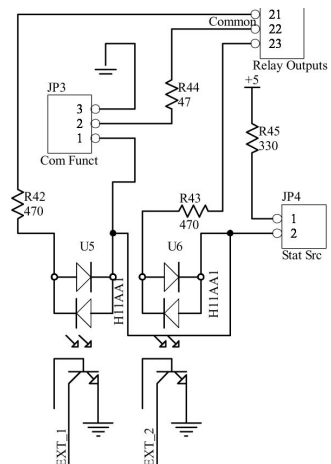 21
Common
22
23
Relay Outputs
+5
R44
47
JP3
3
2
1
Com Funct
R45
330
R42
470
R43
470
JP4
1
2
Stat Src
U5
U6
H11AA1
H11AA1
EXT_1
EXT_2